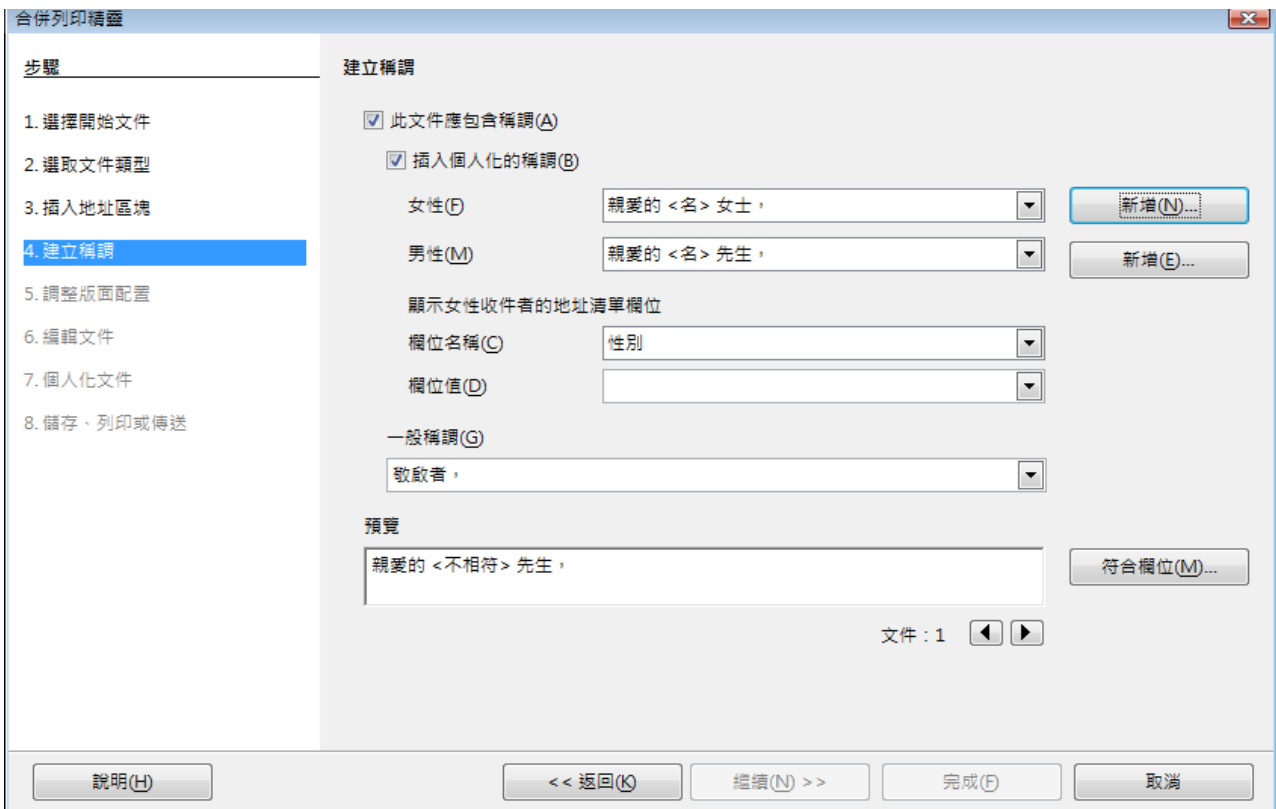 合併列印精靈
步驟
1. 選擇開始文件
2. 選取文件類型
3. 插入地址區塊
4. 建立稱謂
5. 調整版面配置
6. 編輯文件
7. 個人化文件
8. 儲存、列印或傳送
建立稱謂
此文件應包含稱謂(A)
插入個人化的稱謂(B)
女性(F) 親愛的 <名> 女士， 新增(N)...
男性(M) 親愛的 <名> 先生， 新增(E)...
顯示女性收件者的地址清單欄位
欄位名稱(C) 性別
欄位值(D)
一般稱謂(G)
敬啟者，
預覽
親愛的 <不相符> 先生， 符合欄位(M)...
文件：1
說明(H) << 返回(K) 繼續(N) >> 完成(F) 取消